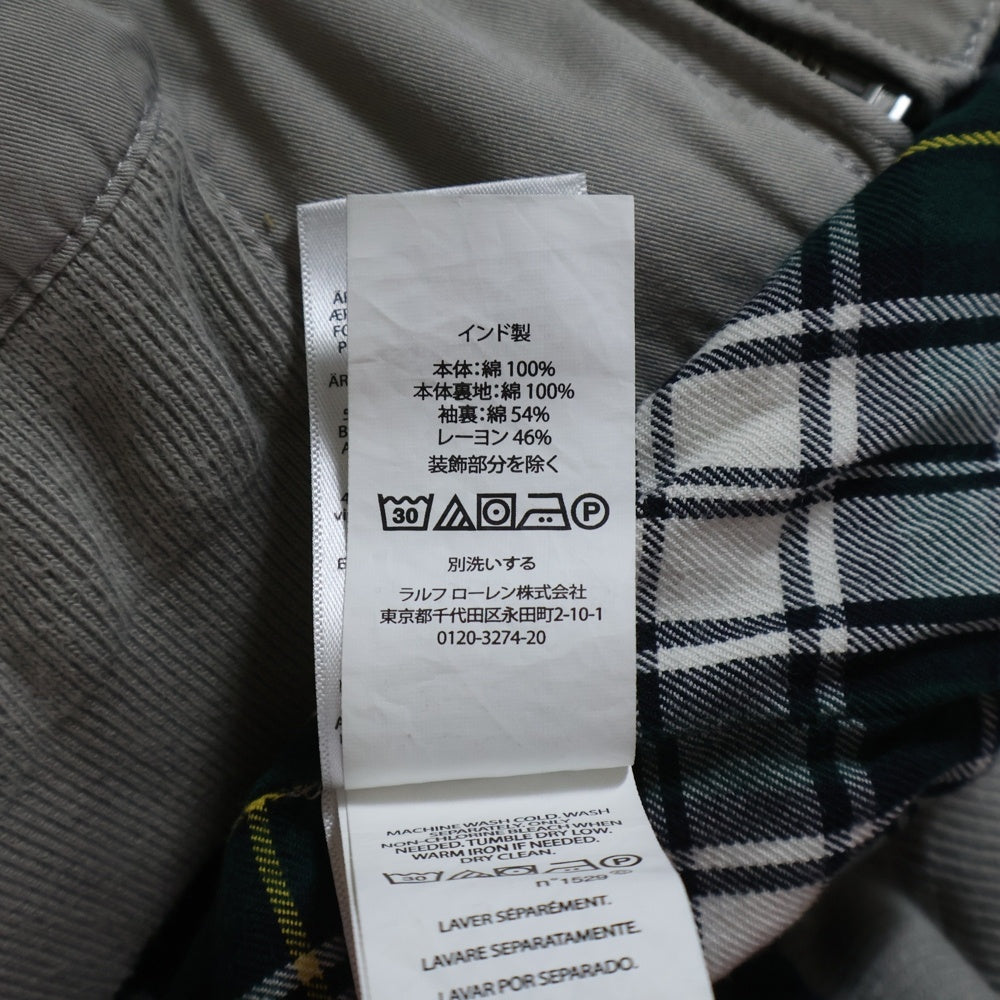 インド製
本体：綿 100%
本体裏地：綿 100%
袖裏：綿 54%
レーヨン 46%
装飾部分を除く
30 P
別洗いする
ラルフ ローレン株式会社
東京都千代田区永田町2-10-1
0120-3274-20
MACHINE WASH COLD. WASH
SEPARATELY. ONLY
NON-CHLORINE BLEACH WHEN
NEEDED. TUMBLE DRY LOW.
WARM IRON IF NEEDED.
DRY CLEAN.
30 P
n°1529
LAVER SÉPARÉMENT.
LAVARE SEPARATAMENTE.
LAVAR POR SEPARADO.